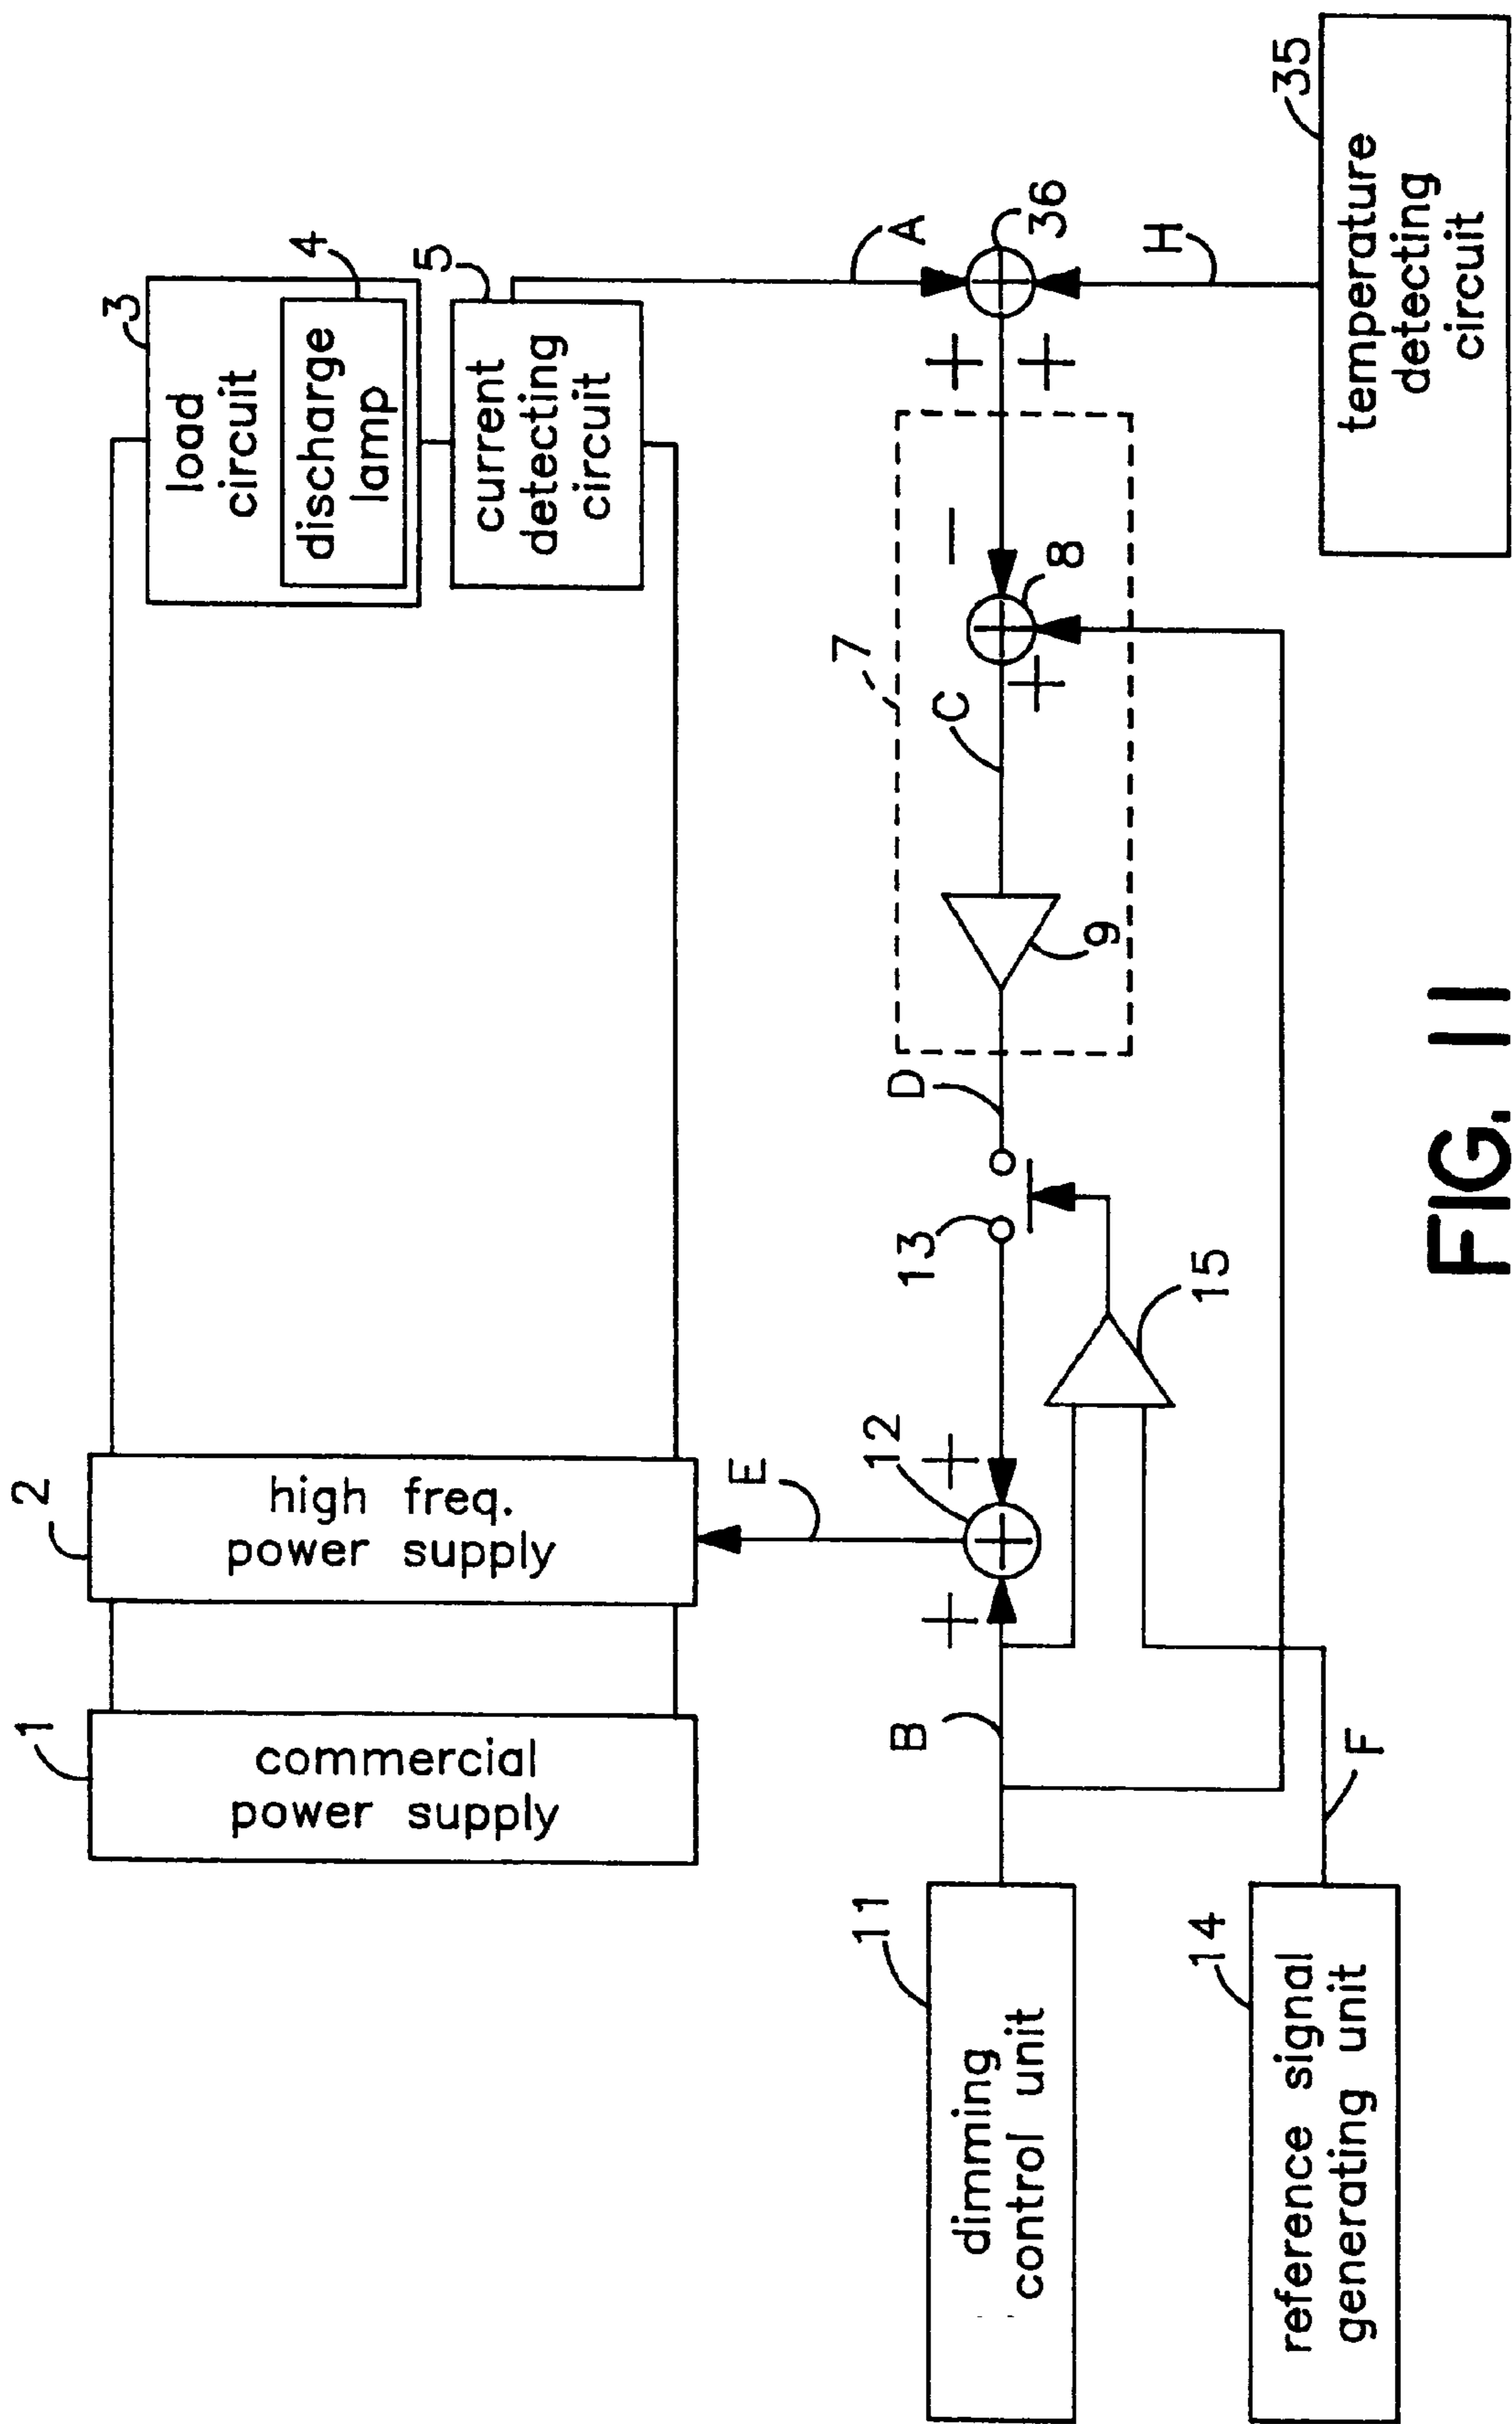 1
commercial
power supply
2
high freq.
power supply
3
load
circuit
4
discharge
lamp
5
current
detecting
circuit
E
A
11
dimming
control unit
B
+
12
+
13
D
7
9
C
+
8
−
+
+
36
H
14
reference signal
generating unit
F
15
35
temperature
detecting
circuit
FIG. 11